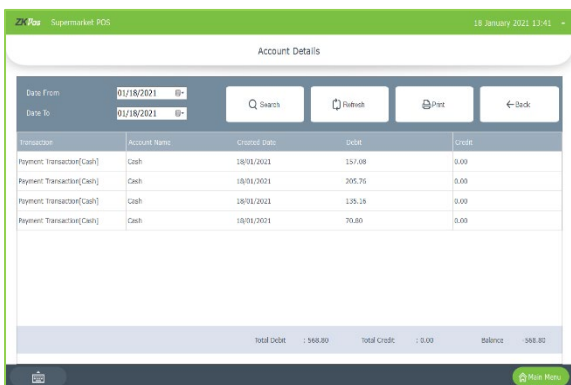 ZKPos Supermarket POS 18 January 2021 13:41
Account Details
Date From 01/18/2021
Date To 01/18/2021
Search Refresh Print Back
Transaction Account Name Created Date Debit Credit
Payment Transaction[Cash] Cash 18/01/2021 157.08 0.00
Payment Transaction[Cash] Cash 18/01/2021 205.76 0.00
Payment Transaction[Cash] Cash 18/01/2021 135.16 0.00
Payment Transaction[Cash] Cash 18/01/2021 70.80 0.00
Total Debit : 568.80 Total Credit : 0.00 Balance -568.80
Main Menu